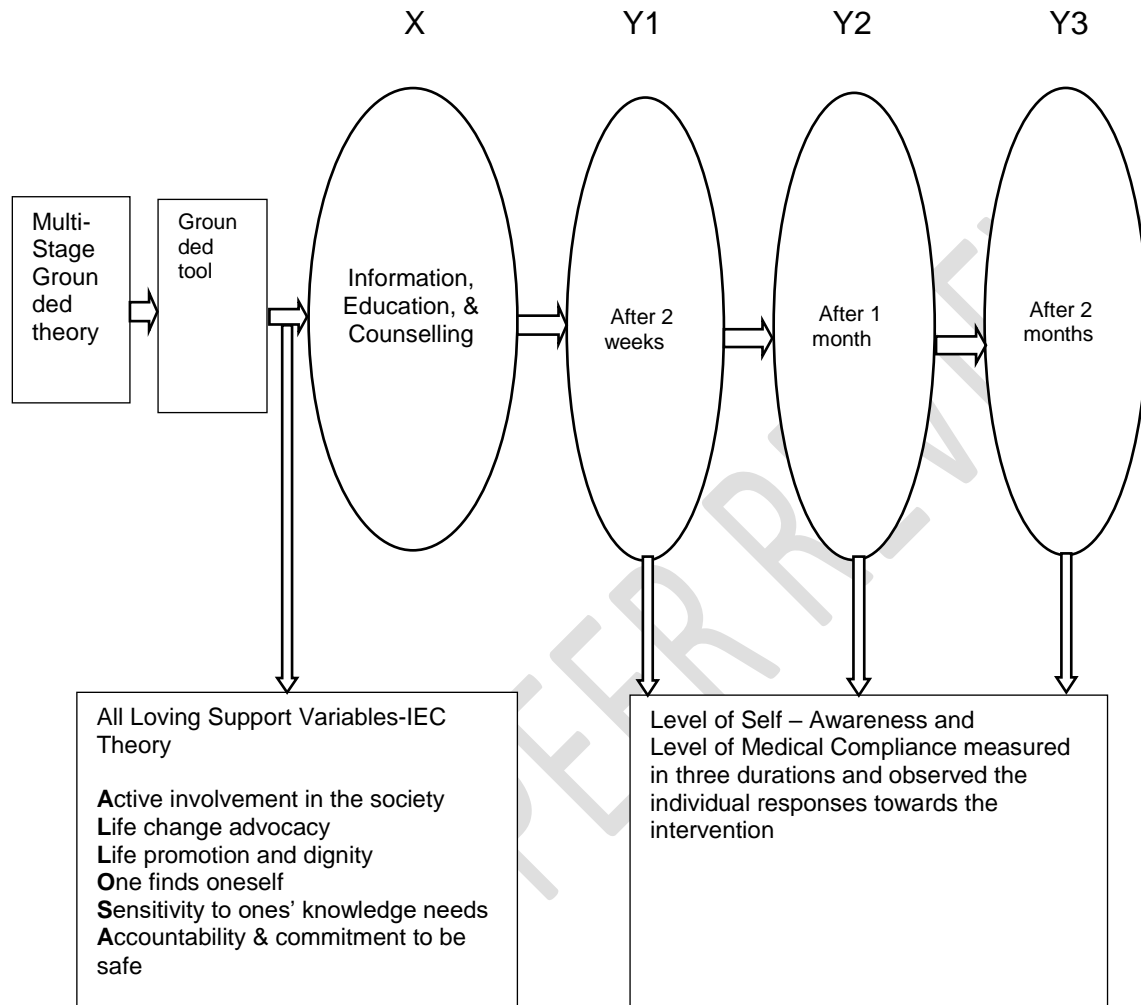 X Y1 Y2 Y3
Multi-
Stage
Groun
ded
theory
Groun
ded
tool
Information,
Education, &
Counselling
After 2
weeks
After 1
month
After 2
months
All Loving Support Variables-IEC
Theory
Active involvement in the society
Life change advocacy
Life promotion and dignity
One finds oneself
Sensitivity to ones’ knowledge needs
Accountability & commitment to be
safe
Level of Self – Awareness and
Level of Medical Compliance measured
in three durations and observed the
individual responses towards the
intervention